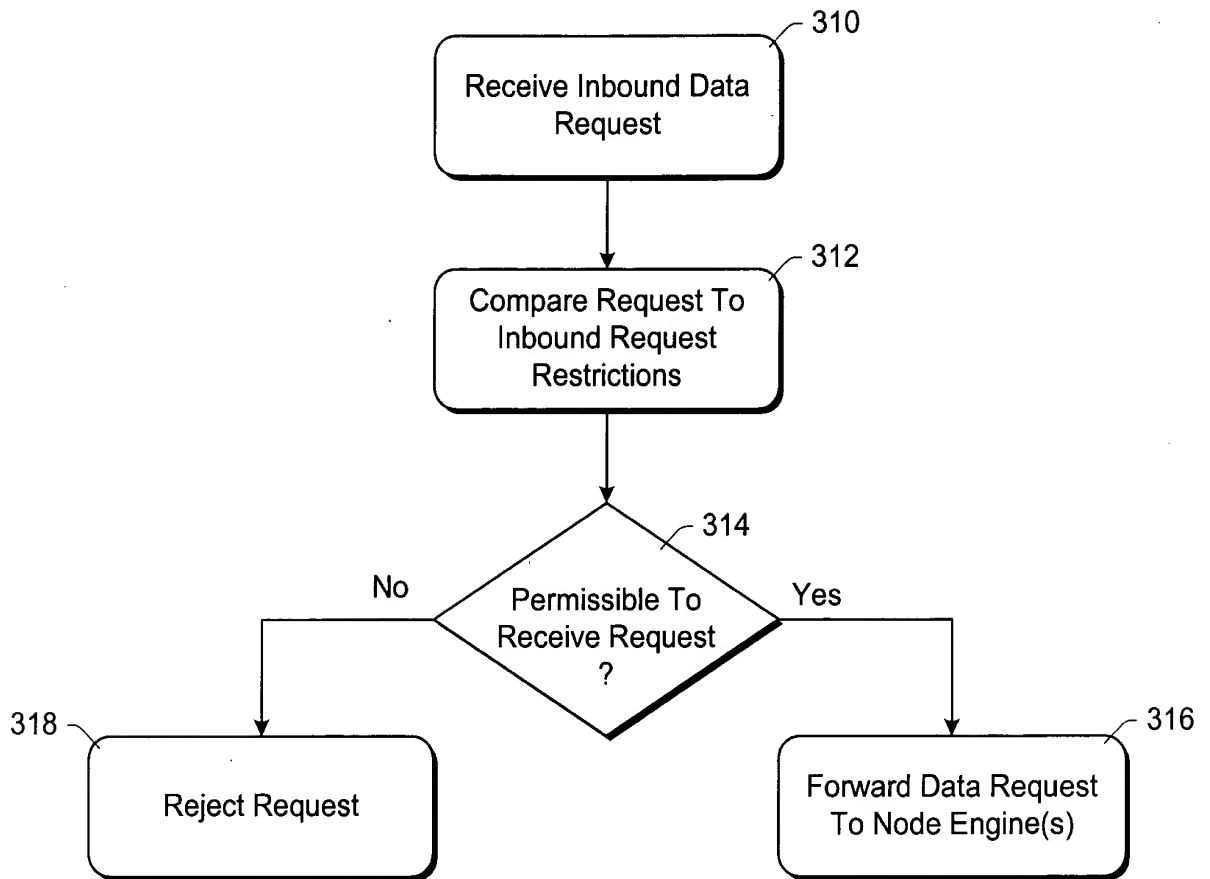 310
Receive Inbound Data
Request
312
Compare Request To
Inbound Request
Restrictions
314
No
Permissible To
Receive Request
?
Yes
318
Reject Request
316
Forward Data Request
To Node Engine(s)